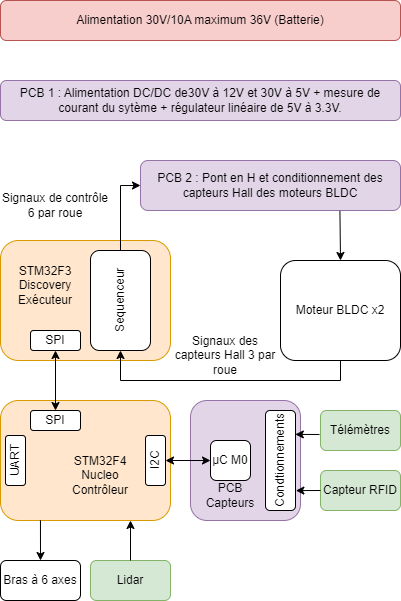 Alimentation 30V/10A maximum 36V (Batterie)
PCB 1 : Alimentation DC/DC de30V à 12V et 30V à 5V + mesure de
courant du sytème + régulateur linéaire de 5V à 3.3V.
PCB 2 : Pont en H et conditionnement des
capteurs Hall des moteurs BLDC
Signaux de contrôle
6 par roue
STM32F3
Discovery
Exécuteur
Sequenceur
SPI
Moteur BLDC x2
Signaux des
capteurs Hall 3 par
roue
SPI
UART
STM32F4
Nucleo
Contrôleur
I2C
µC M0
PCB
Capteurs
Condtionnements
Télémètres
Capteur RFID
Bras à 6 axes
Lidar